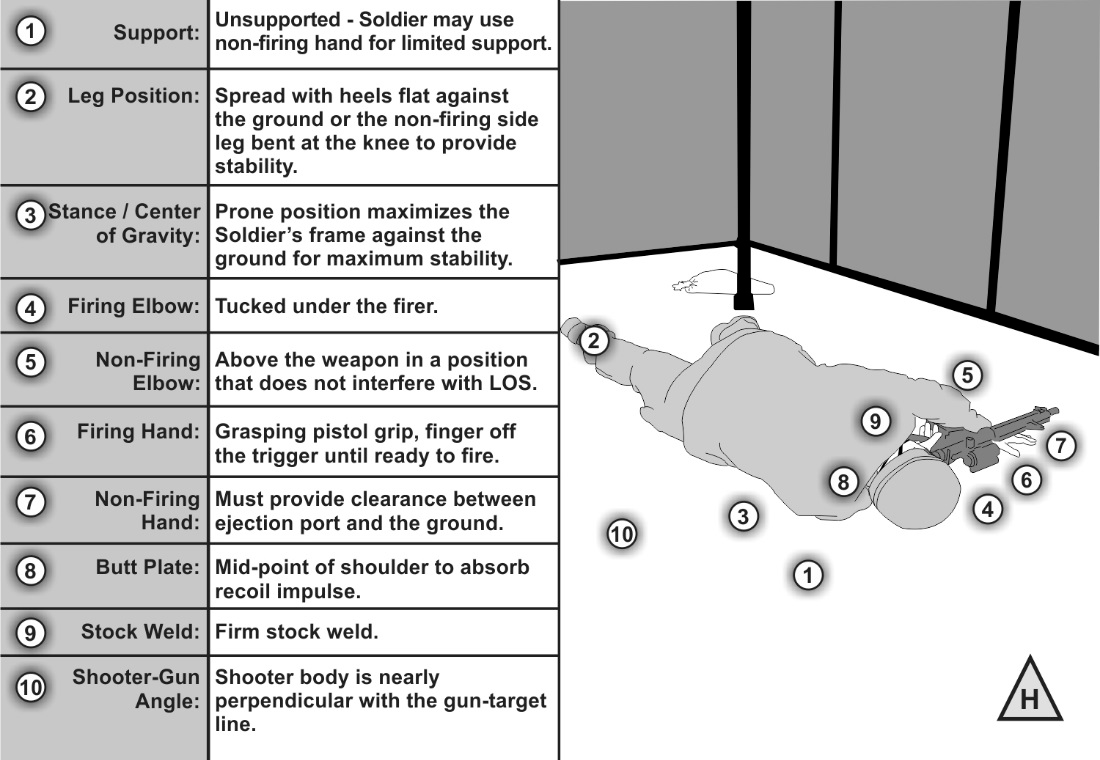 1 Support: Unsupported - Soldier may use
non-firing hand for limited support.
2 Leg Position: Spread with heels flat against
the ground or the non-firing side
leg bent at the knee to provide
stability.
3 Stance / Center
of Gravity:
Prone position maximizes the
Soldier's frame against the
ground for maximum stability.
4 Firing Elbow: Tucked under the firer.
5 Non-Firing
Elbow:
Above the weapon in a position
that does not interfere with LOS.
6 Firing Hand: Grasping pistol grip, finger off
the trigger until ready to fire.
7 Non-Firing
Hand:
Must provide clearance between
ejection port and the ground.
8 Butt Plate: Mid-point of shoulder to absorb
recoil impulse.
9 Stock Weld: Firm stock weld.
10 Shooter-Gun
Angle:
Shooter body is nearly
perpendicular with the gun-target
line.
2
5
9
7
8
6
4
3
10
1
H